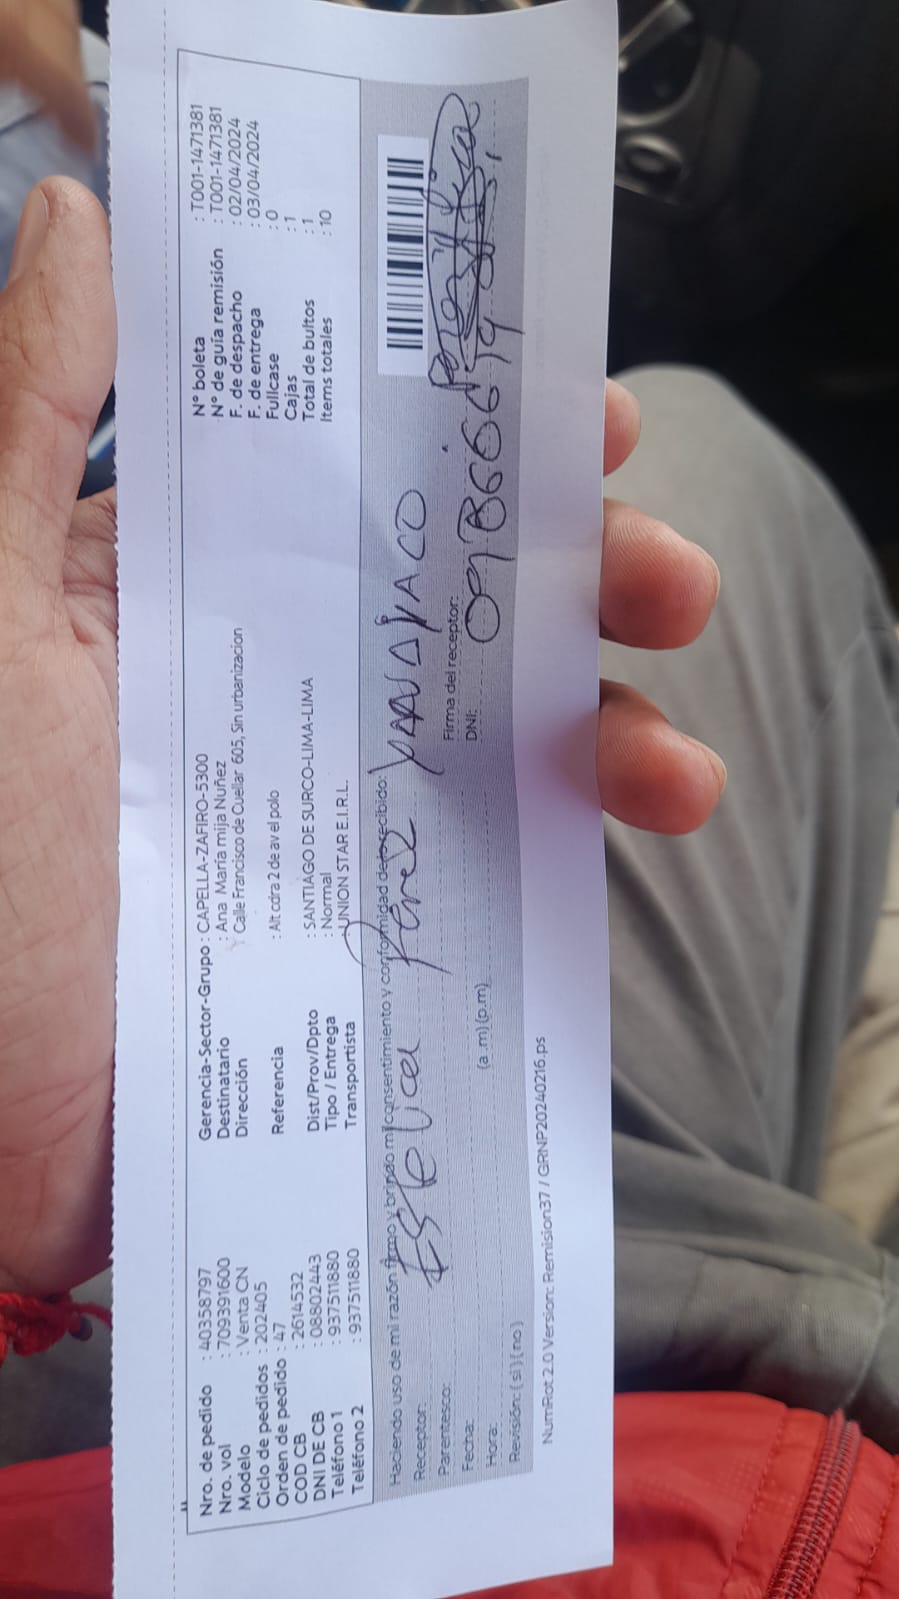 Nro. de pedido : 40358797
Nro. vol : 709391600
Modelo : Venta CN
Ciclo de pedidos : 202405
Orden de pedido : 47
COD CB : 2614532
DNI DE CB : 08802443
Teléfono 1 : 937511880
Teléfono 2 : 937511880
Gerencia-Sector-Grupo : CAPELLA-ZAFIRO-5300
Destinatario : Ana María mija Nuñez
Dirección : Calle Francisco de Cuellar 605, Sin urbanizacion
Referencia : Alt cdra 2 de av el polo
Dist/Prov/Dpto : SANTIAGO DE SURCO-LIMA-LIMA
Tipo / Entrega : Normal
Transportista : UNION STAR E.I.R.L.
N° boleta : T001-1471381
N° de guía remisión : T001-1471381
F. de despacho : 02/04/2024
F. de entrega : 03/04/2024
Fullcase : 0
Cajas : 1
Total de bultos : 1
Items totales : 10
Haciendo uso de mi razón firmo y brindo mi consentimiento y conformidad de lo recibido:
Receptor: Perez
Parentesco:
Firma del receptor:
Fecha:
DNI:
Hora: (a.m) (p.m)
Revisión: ( si ) ( no )
NumRot 2.0 Version: Remision37 / GRNP20240216.ps